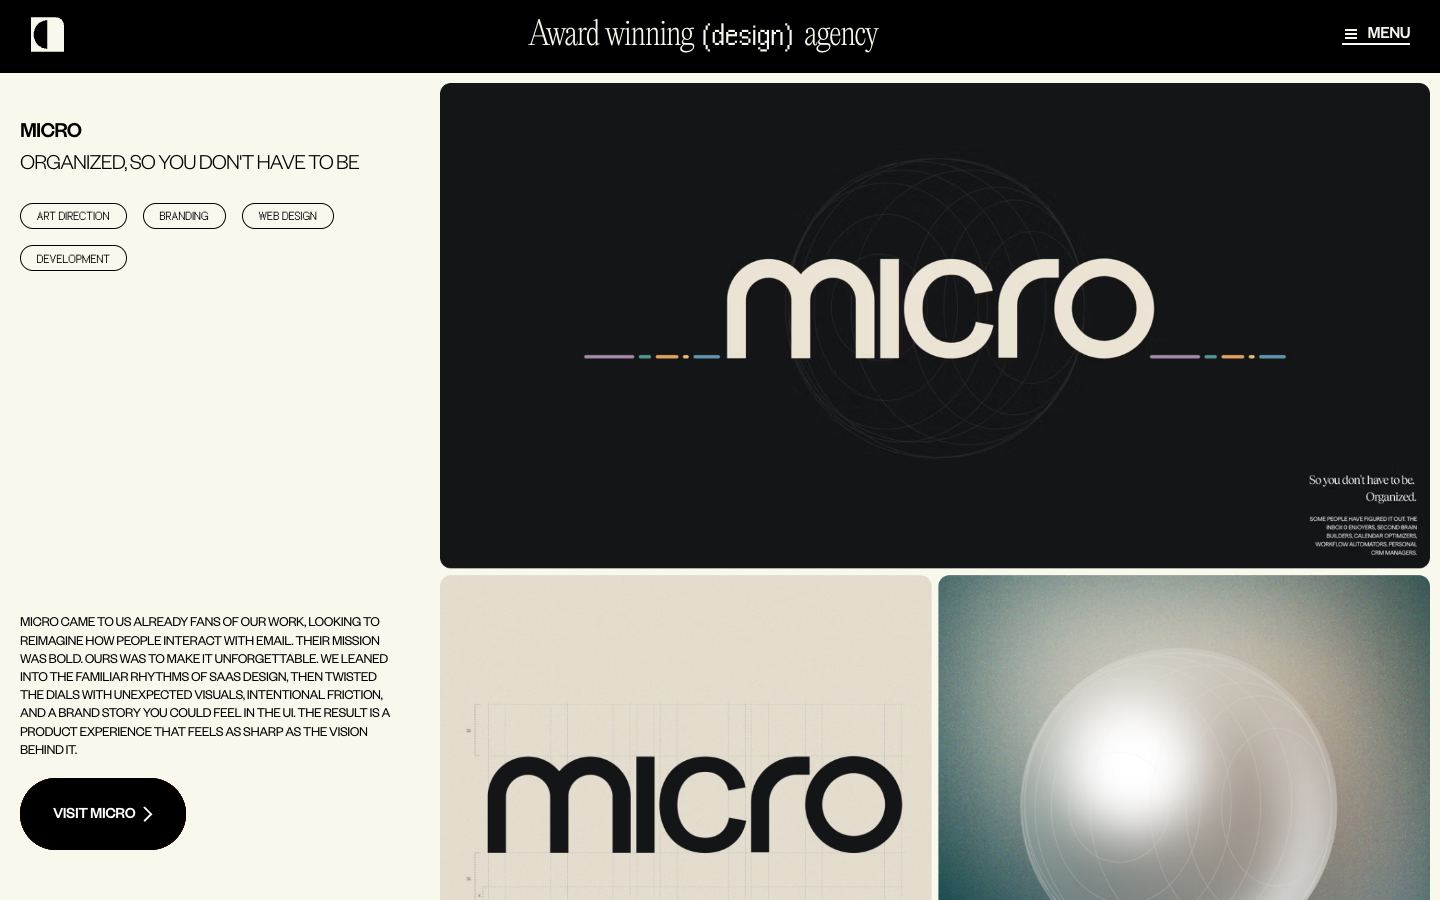 Award winning (design) agency
MENU
MICRO
ORGANIZED, SO YOU DON'T HAVE TO BE
ART DIRECTION
BRANDING
WEB DESIGN
DEVELOPMENT
micro
So you don't have to be.
Organized.
SOME PEOPLE HAVE FIGURED IT OUT. THE
INBOX 0 ENJOYERS, SECOND BRAIN
BUILDERS, CALENDAR OPTIMIZERS,
WORKFLOW AUTOMATORS, PERSONAL
CRM MANAGERS.
MICRO CAME TO US ALREADY FANS OF OUR WORK, LOOKING TO
REIMAGINE HOW PEOPLE INTERACT WITH EMAIL. THEIR MISSION
WAS BOLD. OURS WAS TO MAKE IT UNFORGETTABLE. WE LEANED
INTO THE FAMILIAR RHYTHMS OF SAAS DESIGN, THEN TWISTED
THE DIALS WITH UNEXPECTED VISUALS, INTENTIONAL FRICTION,
AND A BRAND STORY YOU COULD FEEL IN THE UI. THE RESULT IS A
PRODUCT EXPERIENCE THAT FEELS AS SHARP AS THE VISION
BEHIND IT.
VISIT MICRO
micro